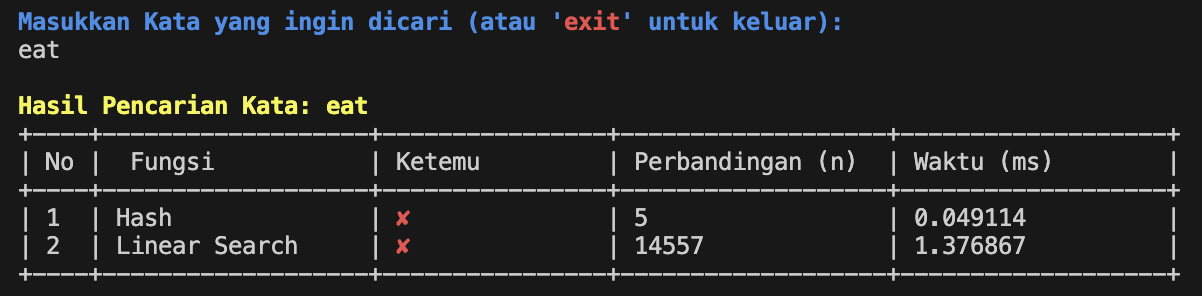 Masukkan Kata yang ingin dicari (atau 'exit' untuk keluar):
eat
Hasil Pencarian Kata: eat
+----+-------------------+----------------+-------------------+-------------------+
| No |  Fungsi           | Ketemu         | Perbandingan (n)  | Waktu (ms)        |
+----+-------------------+----------------+-------------------+-------------------+
| 1  | Hash              | ✘              | 5                 | 0.049114          |
| 2  | Linear Search     | ✘              | 14557             | 1.376867          |
+----+-------------------+----------------+-------------------+-------------------+